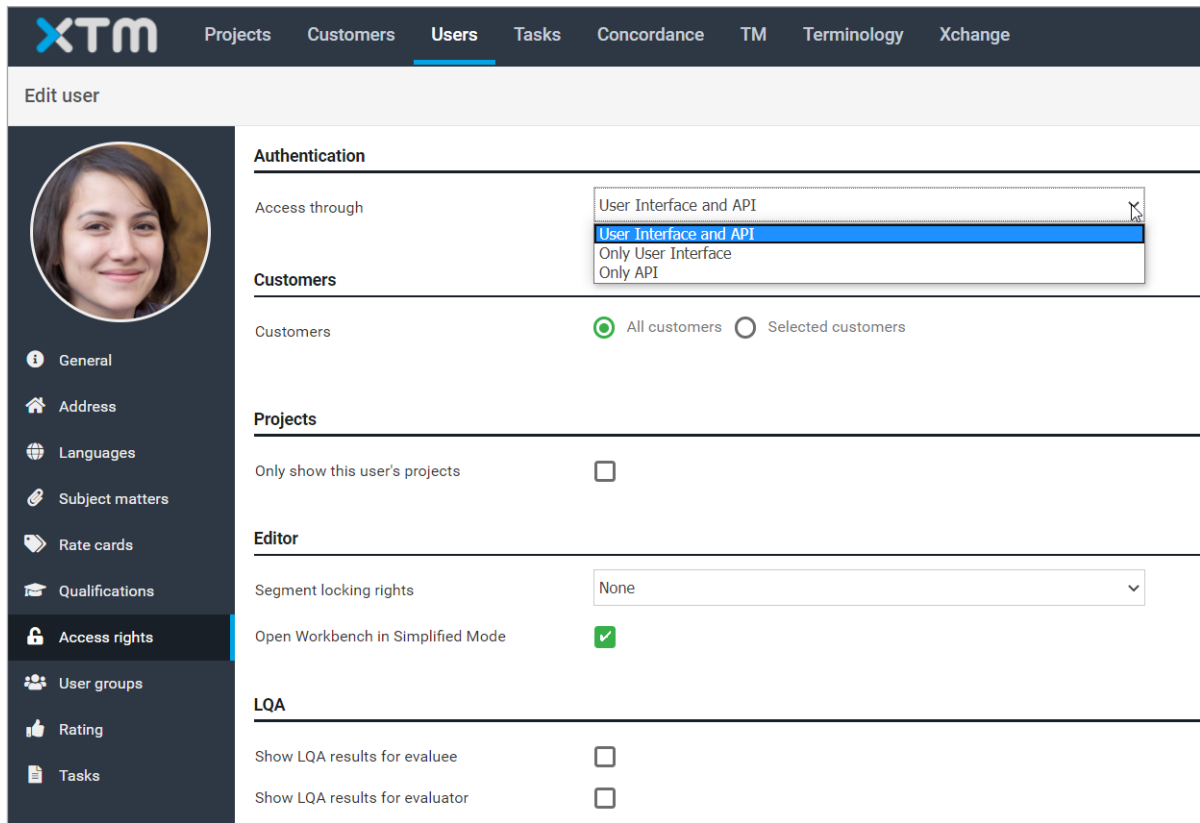 XTM Projects Customers Users Tasks Concordance TM Terminology Xchange
Edit user
General
Address
Languages
Subject matters
Rate cards
Qualifications
Access rights
User groups
Rating
Tasks
Authentication
Access through User Interface and API
User Interface and API
Only User Interface
Only API
Customers
Customers All customers Selected customers
Projects
Only show this user's projects
Editor
Segment locking rights None
Open Workbench in Simplified Mode
LQA
Show LQA results for evaluee
Show LQA results for evaluator